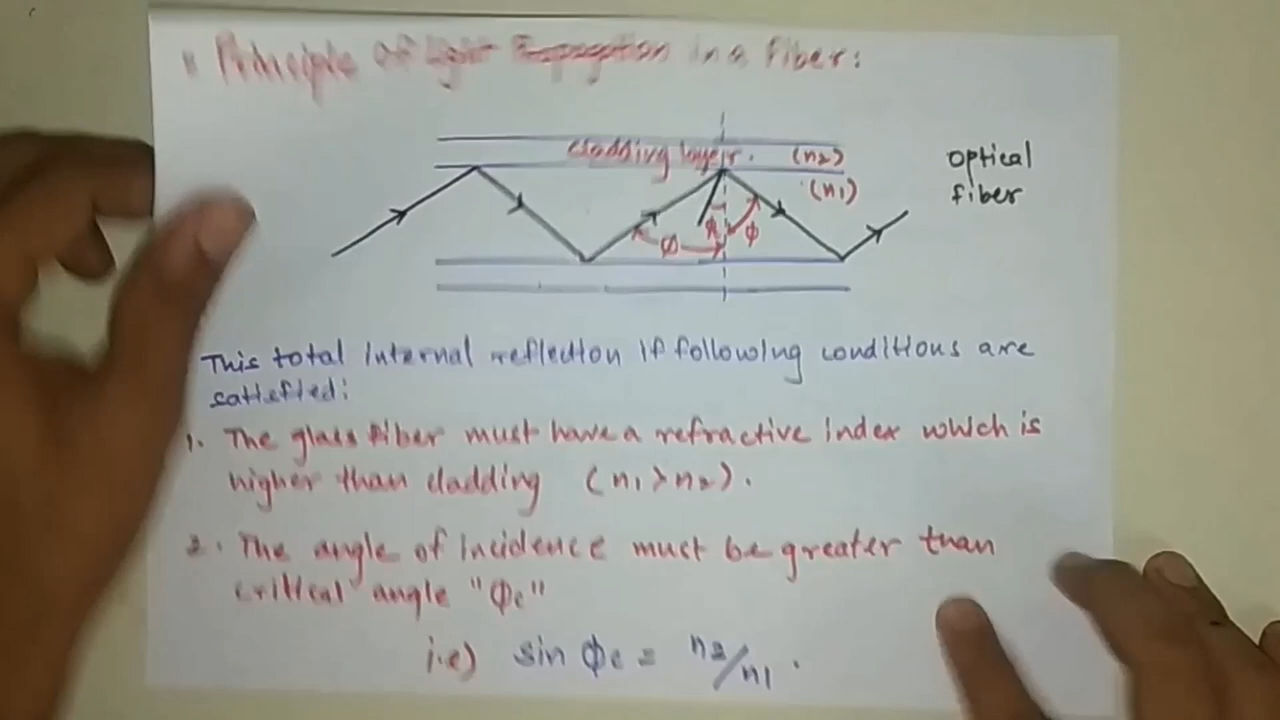 Principle of Light Propagation in a Fiber:
cladding layer. (n2)
(n1)
optical
fiber
ϕ ϕ
This total internal reflection if following conditions are
satisfied:
1. The glass fiber must have a refractive index which is
higher than cladding (n1>n2).
2. The angle of incidence must be greater than
critical angle "ϕc"
i.e) sin ϕc = n2/n1.